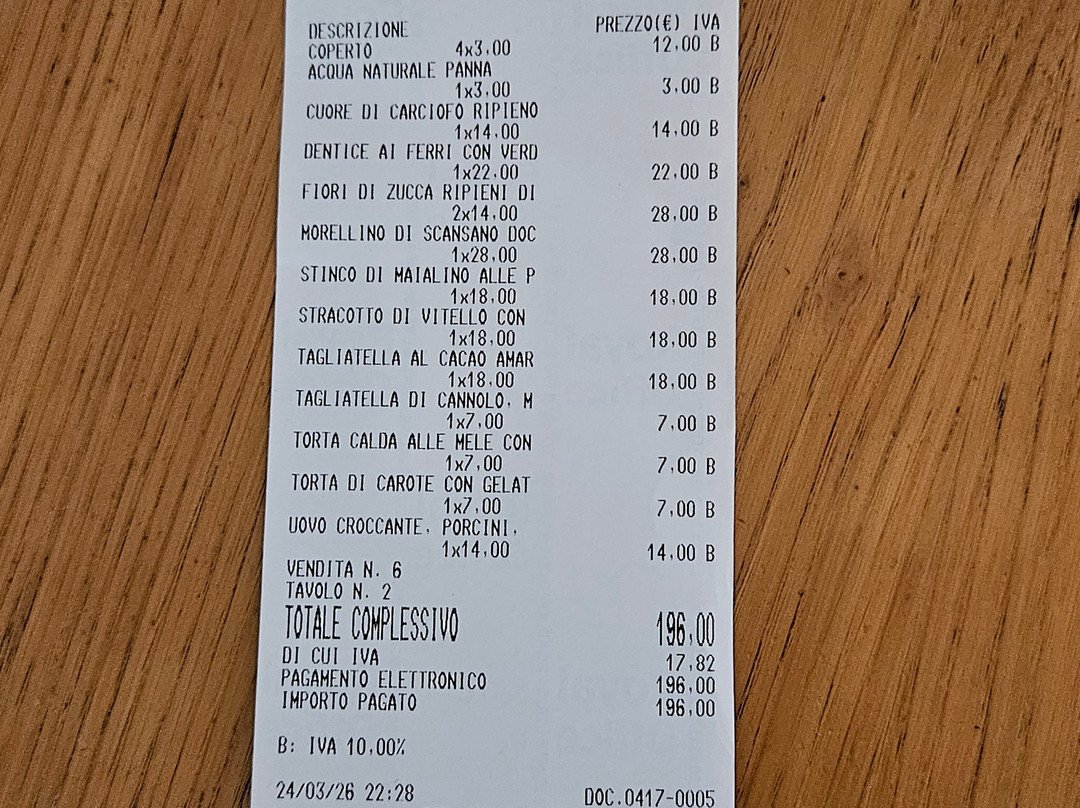 DESCRIZIONE PREZZO(€) IVA
COPERTO 4x3,00 12,00 B
ACQUA NATURALE PANNA
1x3,00 3,00 B
CUORE DI CARCIOFO RIPIENO
1x14,00 14,00 B
DENTICE AI FERRI CON VERD
1x22,00 22,00 B
FIORI DI ZUCCA RIPIENI DI
2x14,00 28,00 B
MORELLINO DI SCANSANO DOC
1x28,00 28,00 B
STINCO DI MAIALINO ALLE P
1x18,00 18,00 B
STRACOTTO DI VITELLO CON
1x18,00 18,00 B
TAGLIATELLA AL CACAO AMAR
1x18,00 18,00 B
TAGLIATELLA DI CANNOLO, M
1x7,00 7,00 B
TORTA CALDA ALLE MELE CON
1x7,00 7,00 B
TORTA DI CAROTE CON GELAT
1x7,00 7,00 B
UOVO CROCCANTE, PORCINI,
1x14,00 14,00 B
VENDITA N. 6
TAVOLO N. 2
TOTALE COMPLESSIVO 196,00
DI CUI IVA 17,82
PAGAMENTO ELETTRONICO 196,00
IMPORTO PAGATO 196,00
B: IVA 10,00%
24/03/26 22:28 DOC.0417-0005